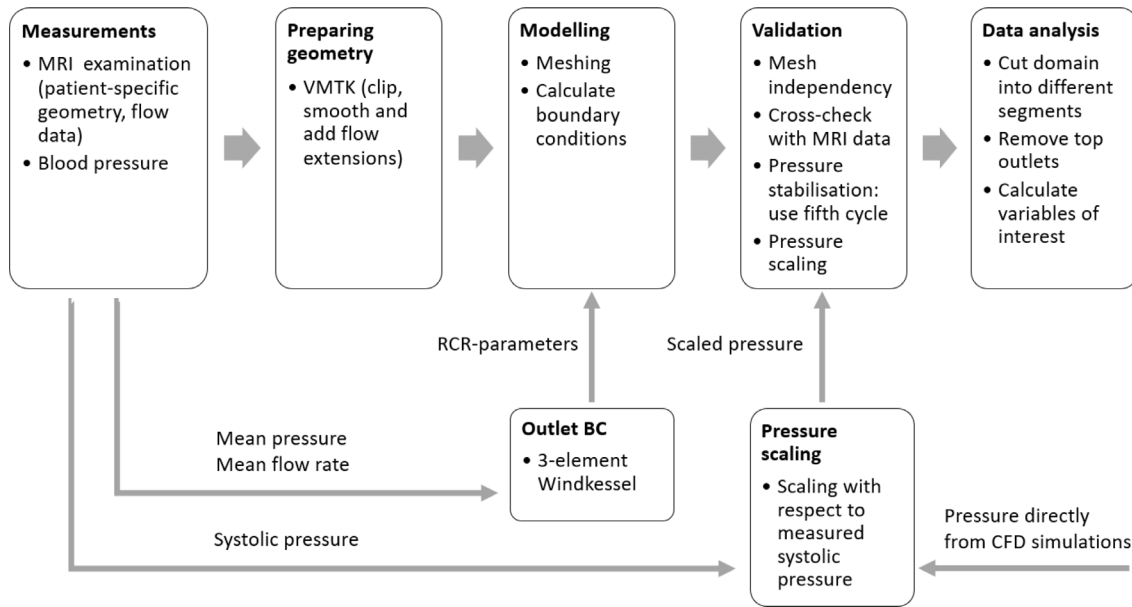 Measurements
• MRI examination
(patient-specific
geometry, flow
data)
• Blood pressure
Preparing
geometry
• VMTK (clip,
smooth and
add flow
extensions)
Modelling
• Meshing
• Calculate
boundary
conditions
Validation
• Mesh
independency
• Cross-check
with MRI data
• Pressure
stabilisation:
use fifth cycle
• Pressure
scaling
Data analysis
• Cut domain
into different
segments
• Remove top
outlets
• Calculate
variables of
interest
RCR-parameters
Scaled pressure
Mean pressure
Mean flow rate
Outlet BC
• 3-element
Windkessel
Pressure
scaling
• Scaling with
respect to
measured
systolic
pressure
Systolic pressure
Pressure directly
from CFD simulations